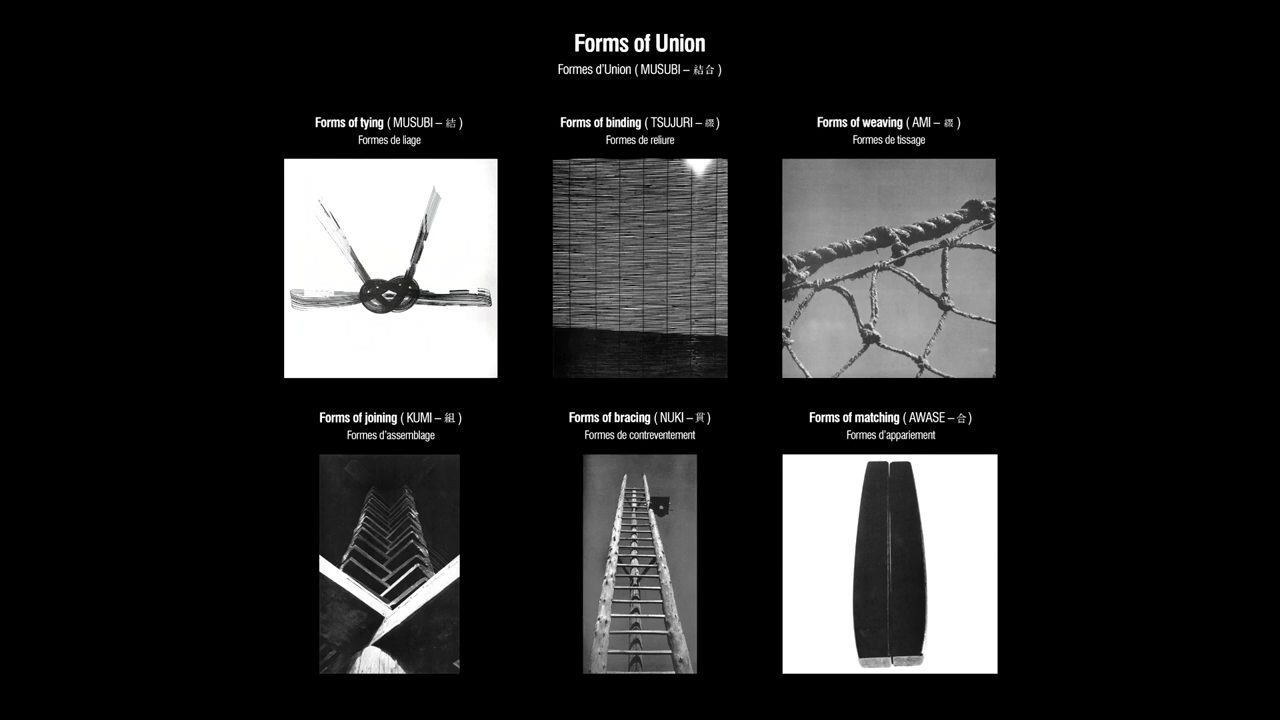 Forms of Union
Formes d'Union ( MUSUBI – 結合 )
Forms of tying ( MUSUBI – 結 )
Formes de liage
Forms of binding ( TSUJURI – 綴 )
Formes de reliure
Forms of weaving ( AMI – 綴 )
Formes de tissage
Forms of joining ( KUMI – 組 )
Formes d'assemblage
Forms of bracing ( NUKI – 貫 )
Formes de contreventement
Forms of matching ( AWASE – 合 )
Formes d'appariement